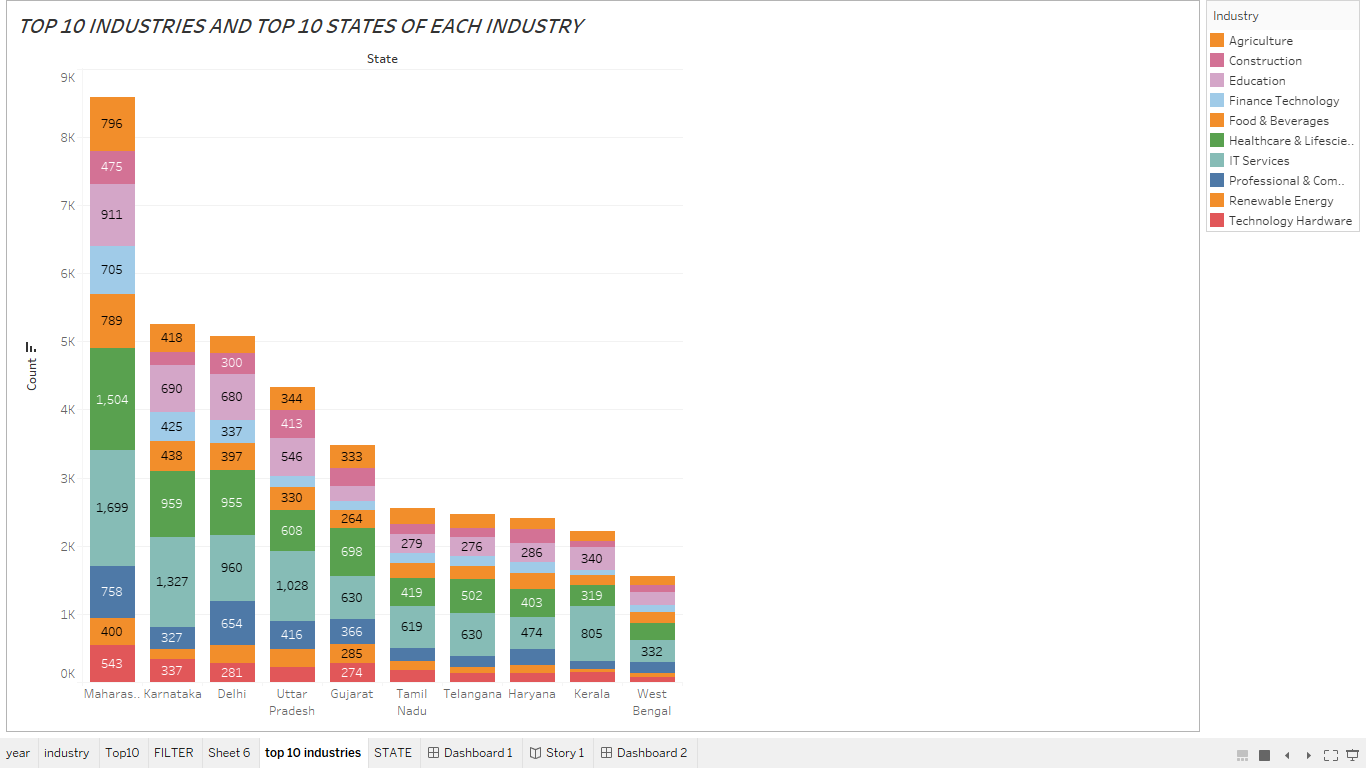 TOP 10 INDUSTRIES AND TOP 10 STATES OF EACH INDUSTRY
State
Count
9K
8K
7K
6K
5K
4K
3K
2K
1K
0K
796
475
911
705
789
1,504
1,699
758
400
543
418
690
425
438
959
1,327
327
337
300
680
337
397
955
960
654
281
344
413
546
330
608
1,028
416
333
264
698
630
366
285
274
279
419
619
276
502
630
286
403
474
340
319
805
332
Maharas..
Karnataka
Delhi
Uttar
Pradesh
Gujarat
Tamil
Nadu
Telangana
Haryana
Kerala
West
Bengal
Industry
Agriculture
Construction
Education
Finance Technology
Food & Beverages
Healthcare & Lifescie..
IT Services
Professional & Com..
Renewable Energy
Technology Hardware
year industry Top10 FILTER Sheet 6 top 10 industries STATE Dashboard 1 Story 1 Dashboard 2